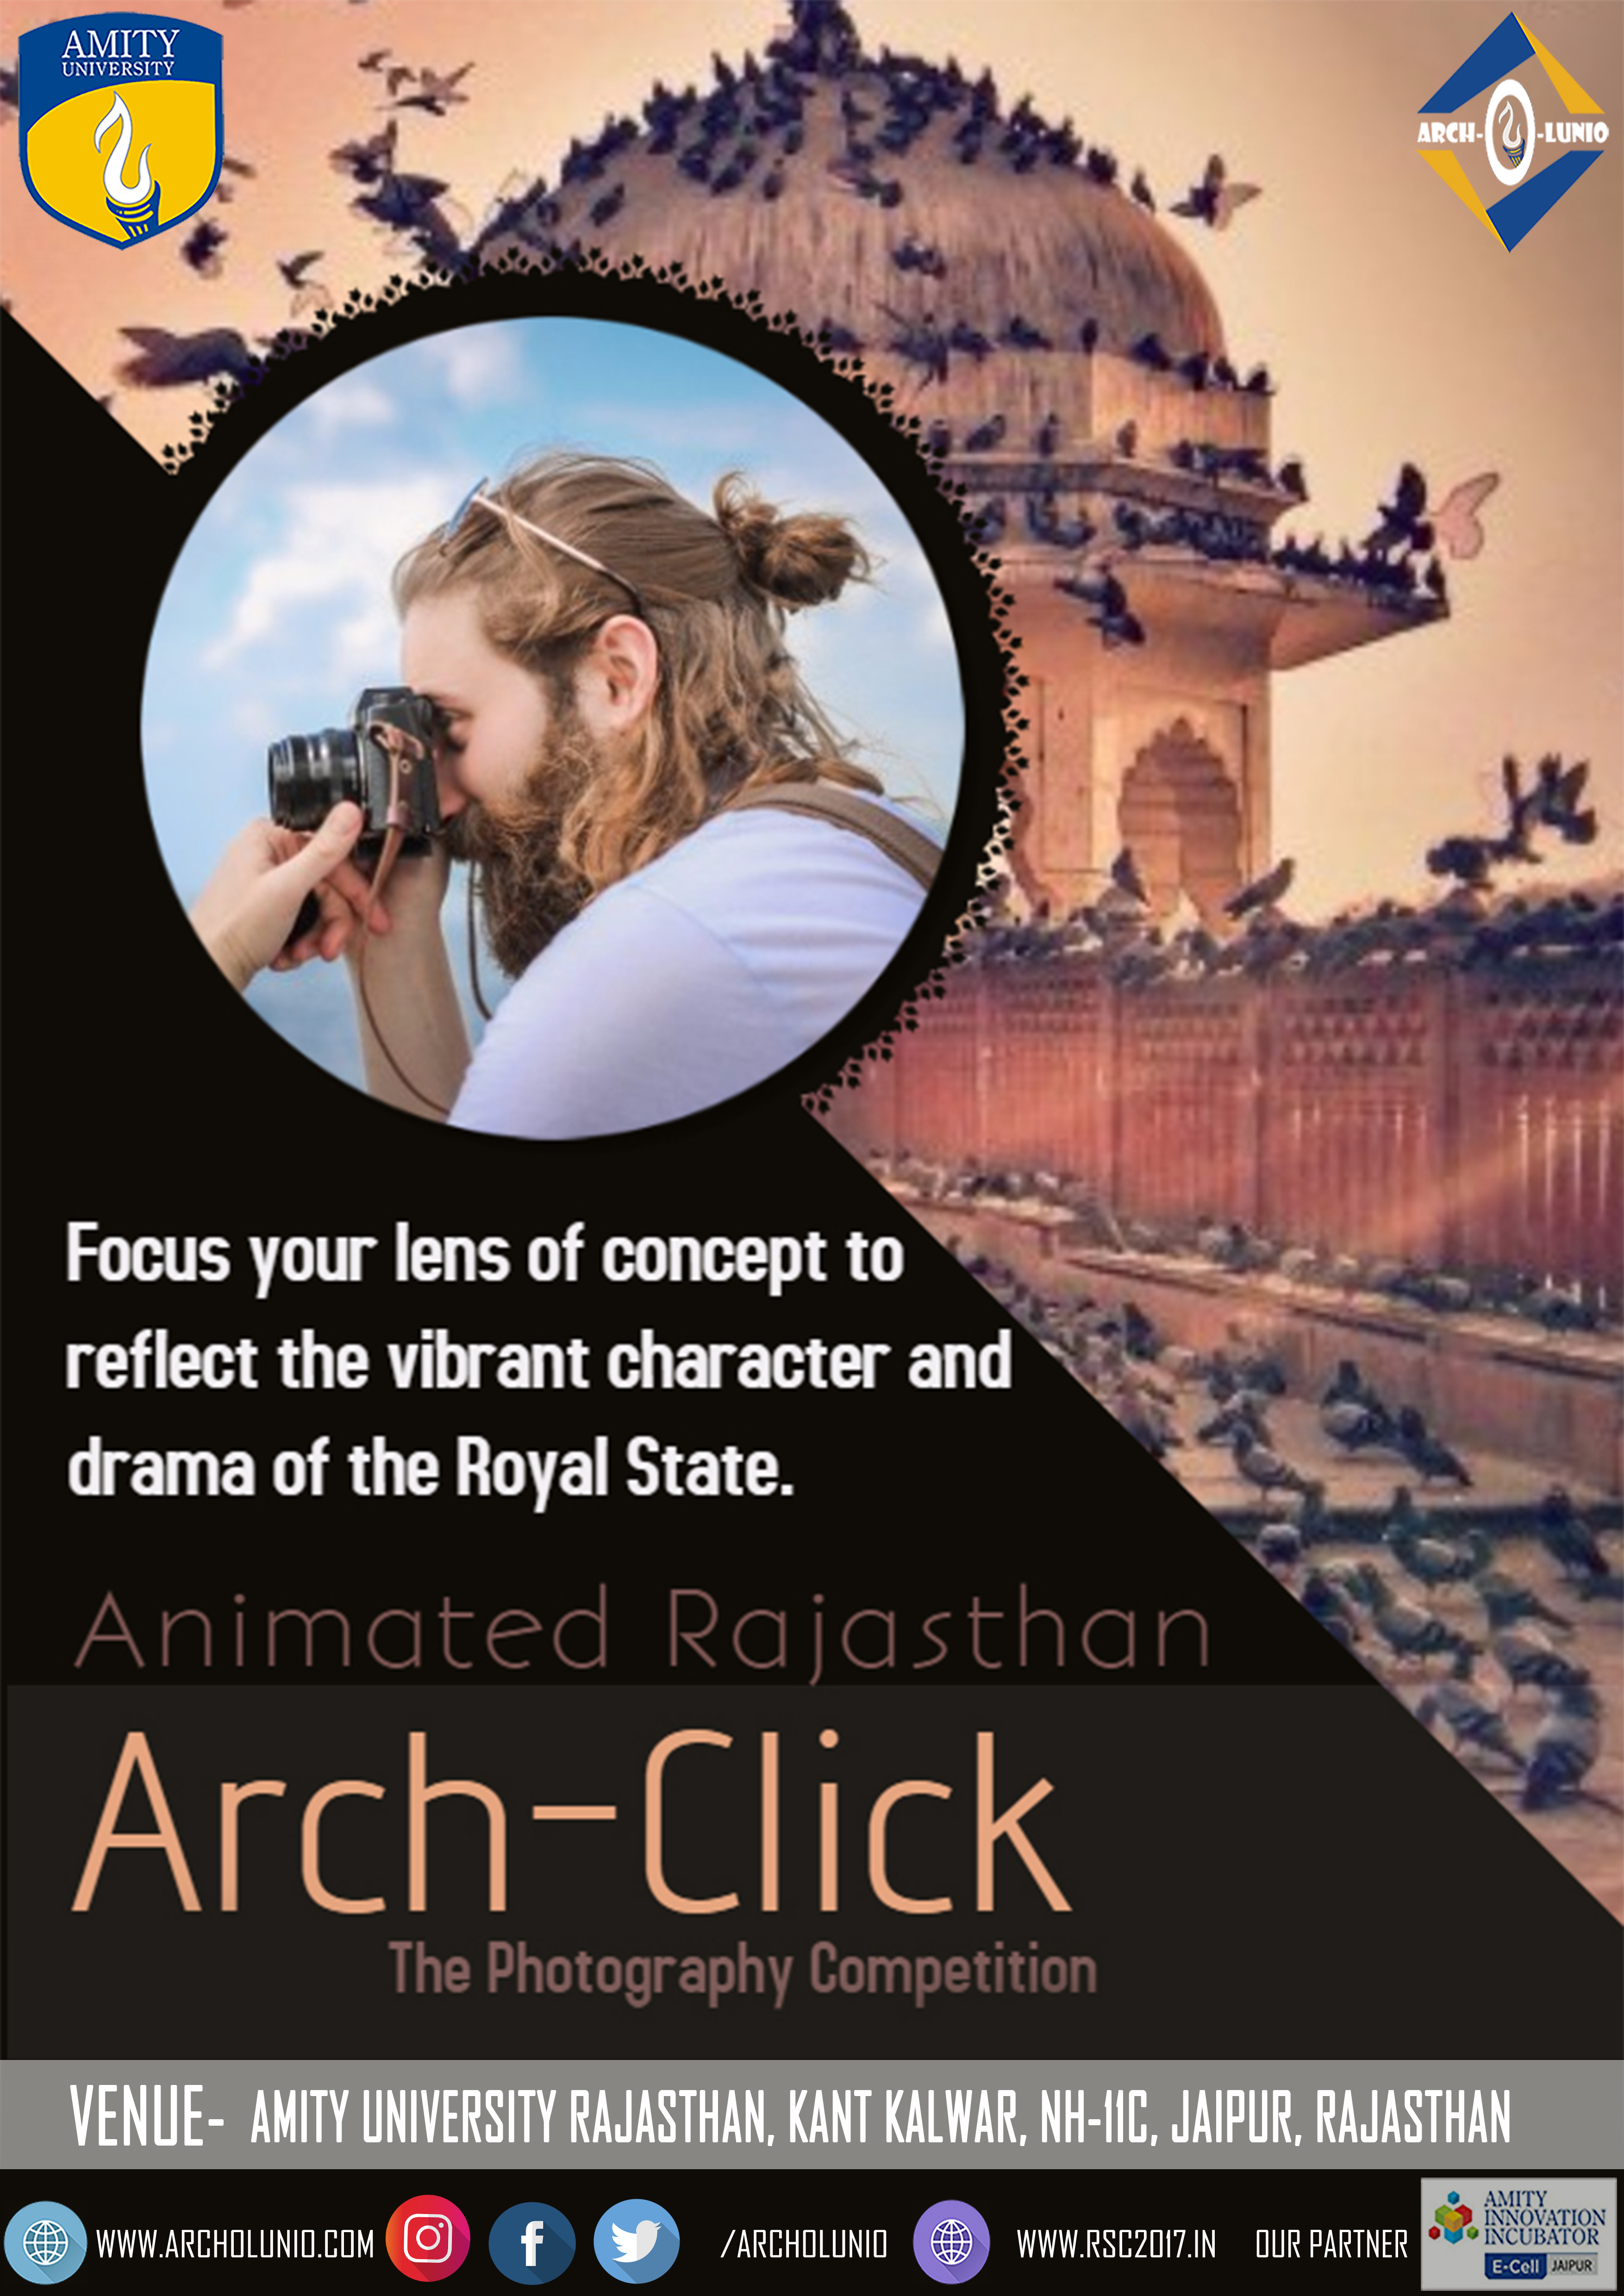 AMITY
UNIVERSITY
ARCH-O-LUNIO
Focus your lens of concept to
reflect the vibrant character and
drama of the Royal State.
Animated Rajasthan
Arch-Click
The Photography Competition
VENUE- AMITY UNIVERSITY RAJASTHAN, KANT KALWAR, NH-11C, JAIPUR, RAJASTHAN
WWW.ARCHOLUNIO.COM /ARCHOLUNIO WWW.RSC2017.IN OUR PARTNER
AMITY
INNOVATION
INCUBATOR
E-Cell JAIPUR